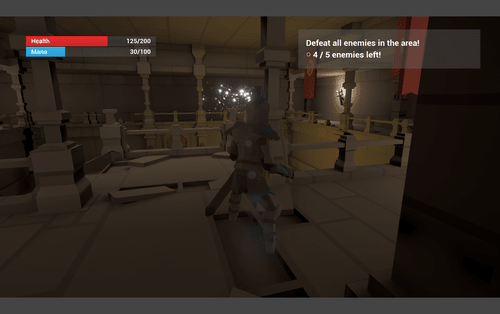 Health 125/200
Mana 30/100
Defeat all enemies in the area!
4 / 5 enemies left!